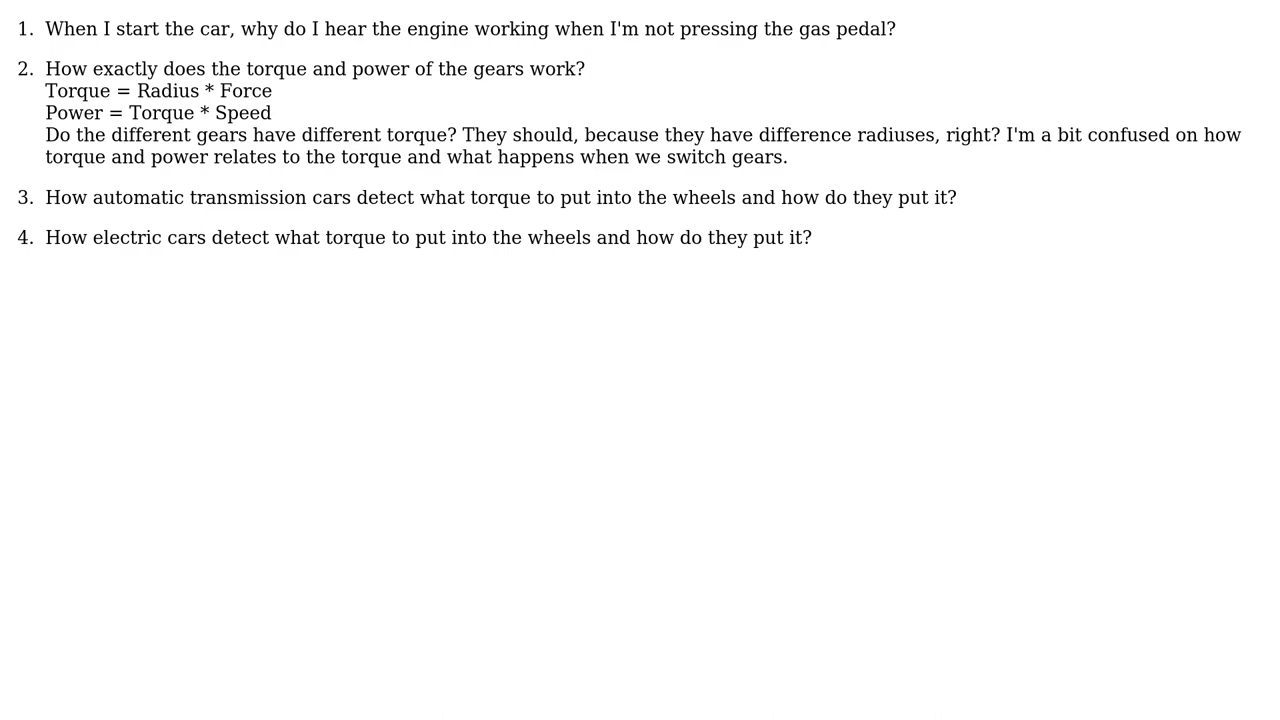 1. When I start the car, why do I hear the engine working when I'm not pressing the gas pedal?
2. How exactly does the torque and power of the gears work?
Torque = Radius * Force
Power = Torque * Speed
Do the different gears have different torque? They should, because they have difference radiuses, right? I'm a bit confused on how
torque and power relates to the torque and what happens when we switch gears.
3. How automatic transmission cars detect what torque to put into the wheels and how do they put it?
4. How electric cars detect what torque to put into the wheels and how do they put it?